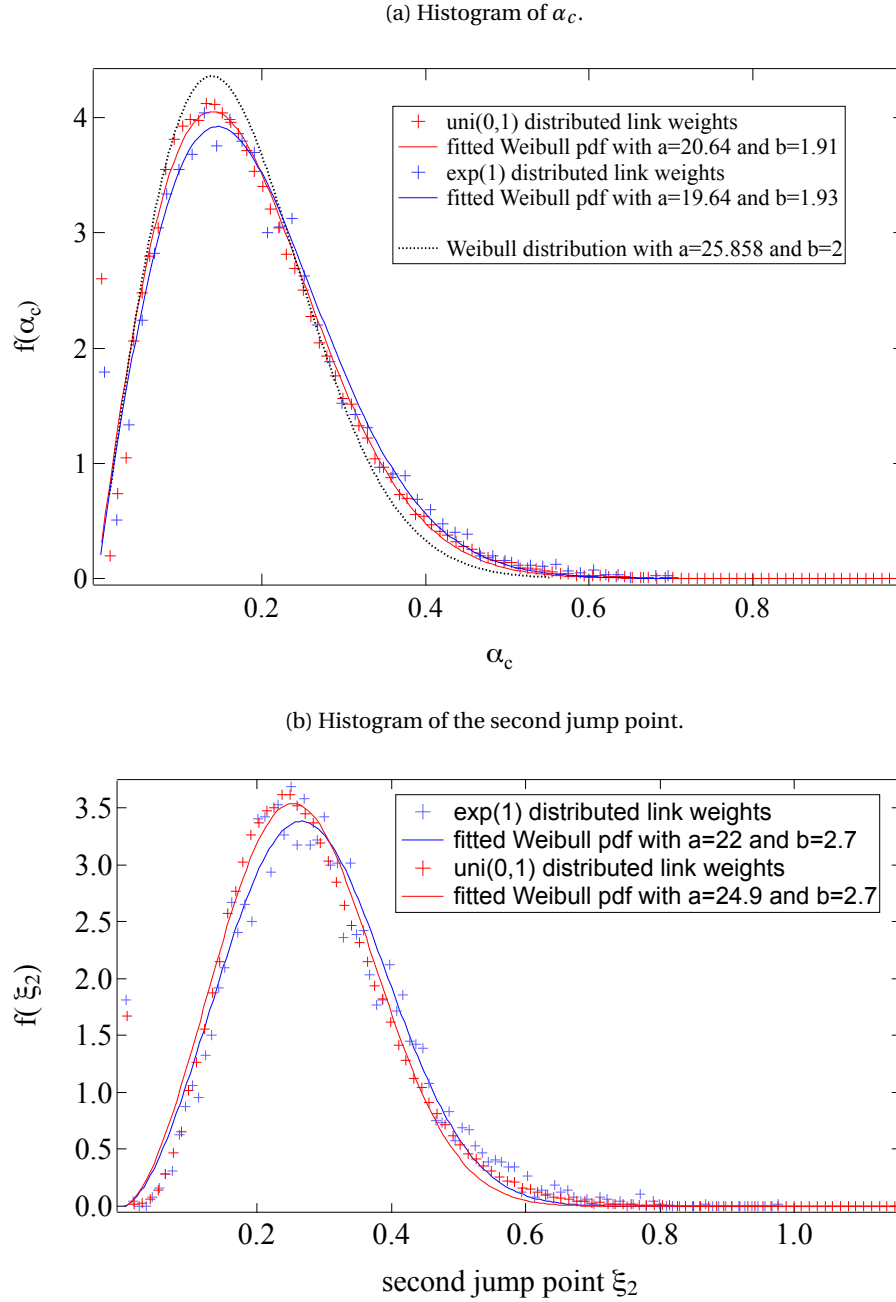 (a) Histogram of α_c.
4
3
2
1
0
f(α_c)
uni(0,1) distributed link weights
fitted Weibull pdf with a=20.64 and b=1.91
exp(1) distributed link weights
fitted Weibull pdf with a=19.64 and b=1.93
Weibull distribution with a=25.858 and b=2
0.2 0.4 0.6 0.8
α_c
(b) Histogram of the second jump point.
3.5
3.0
2.5
2.0
1.5
1.0
0.5
0.0
f(ξ_2)
exp(1) distributed link weights
fitted Weibull pdf with a=22 and b=2.7
uni(0,1) distributed link weights
fitted Weibull pdf with a=24.9 and b=2.7
0.2 0.4 0.6 0.8 1.0
second jump point ξ_2